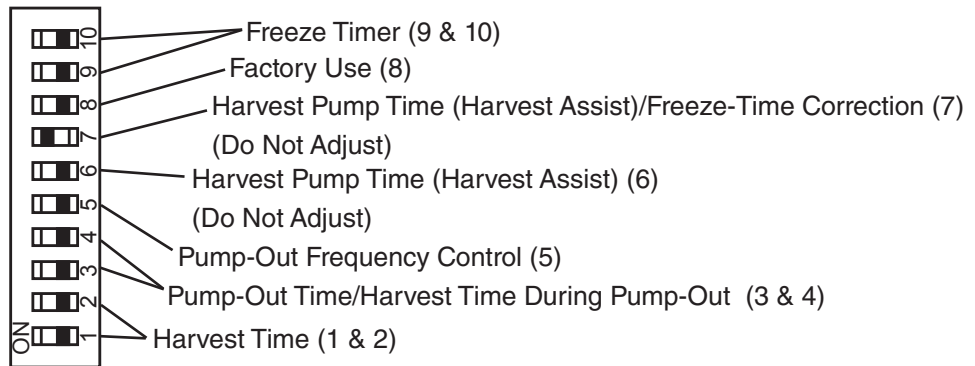 10
Freeze Timer (9 & 10)
9
Factory Use (8)
8
Harvest Pump Time (Harvest Assist)/Freeze-Time Correction (7)
7
(Do Not Adjust)
6
Harvest Pump Time (Harvest Assist) (6)
(Do Not Adjust)
5
4
Pump-Out Frequency Control (5)
3
Pump-Out Time/Harvest Time During Pump-Out (3 & 4)
2
ON
1
Harvest Time (1 & 2)